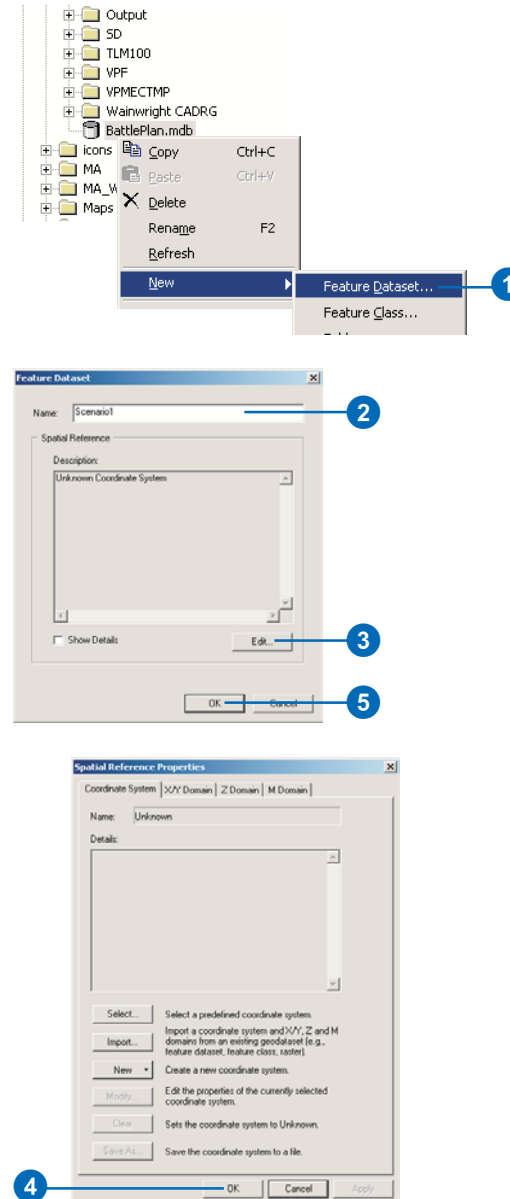 Output
SD
TLM100
VPF
VPMECTMP
Wainwright CADRG
BattlePlan.mdb
icons
MA
Maps
Copy Ctrl+C
Paste Ctrl+V
Delete
Rename F2
Refresh
New
Feature Dataset...
1
Feature Class...
Feature Dataset
Name: Scenario1
2
Spatial Reference
Description:
Unknown Coordinate System
Show Details
Edit...
3
OK
Cancel
5
Spatial Reference Properties
Coordinate System X/Y Domain Z Domain M Domain
Name: Unknown
Details:
Select... Select a predefined coordinate system.
Import... Import a coordinate system and X/Y, Z and M
domains from an existing geodataset (e.g.,
feature dataset, feature class, raster).
New Create a new coordinate system.
Modify... Edit the properties of the currently selected
coordinate system.
Clear Sets the coordinate system to Unknown.
Save As... Save the coordinate system to a file.
4
OK Cancel Apply